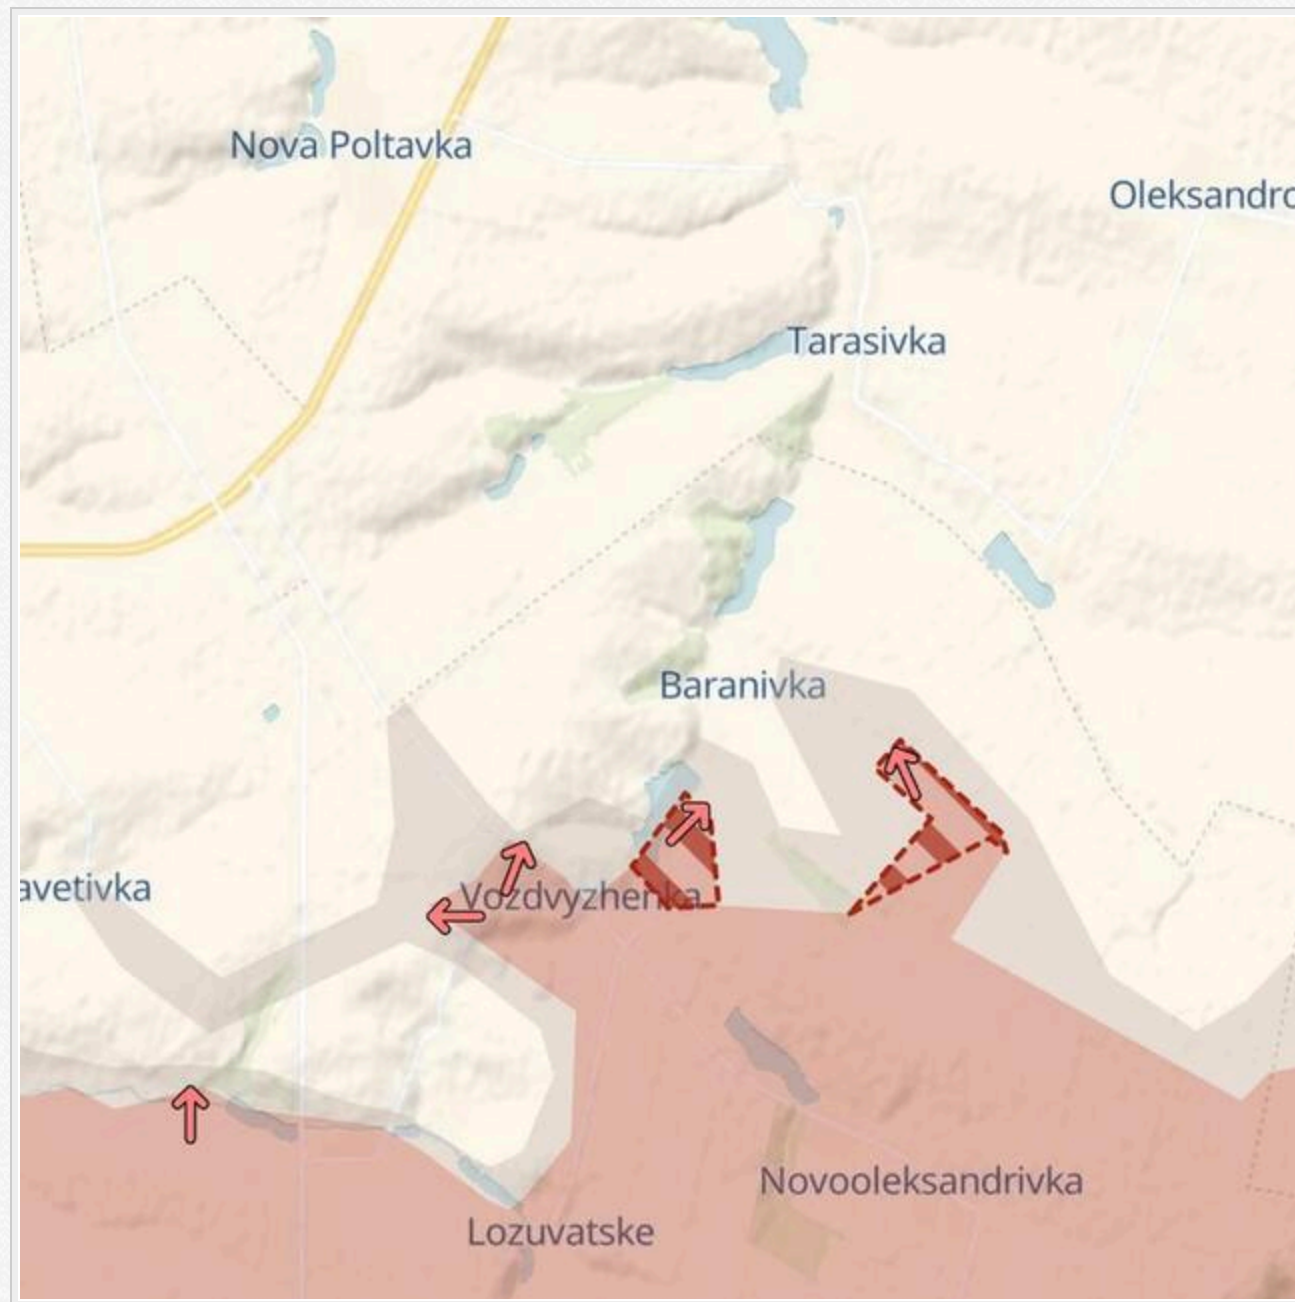 Nova Poltavka
Oleksandro
Tarasivka
Baranivka
avetivka
Vozdvyzhenka
Novooleksandrivka
Lozuvatske